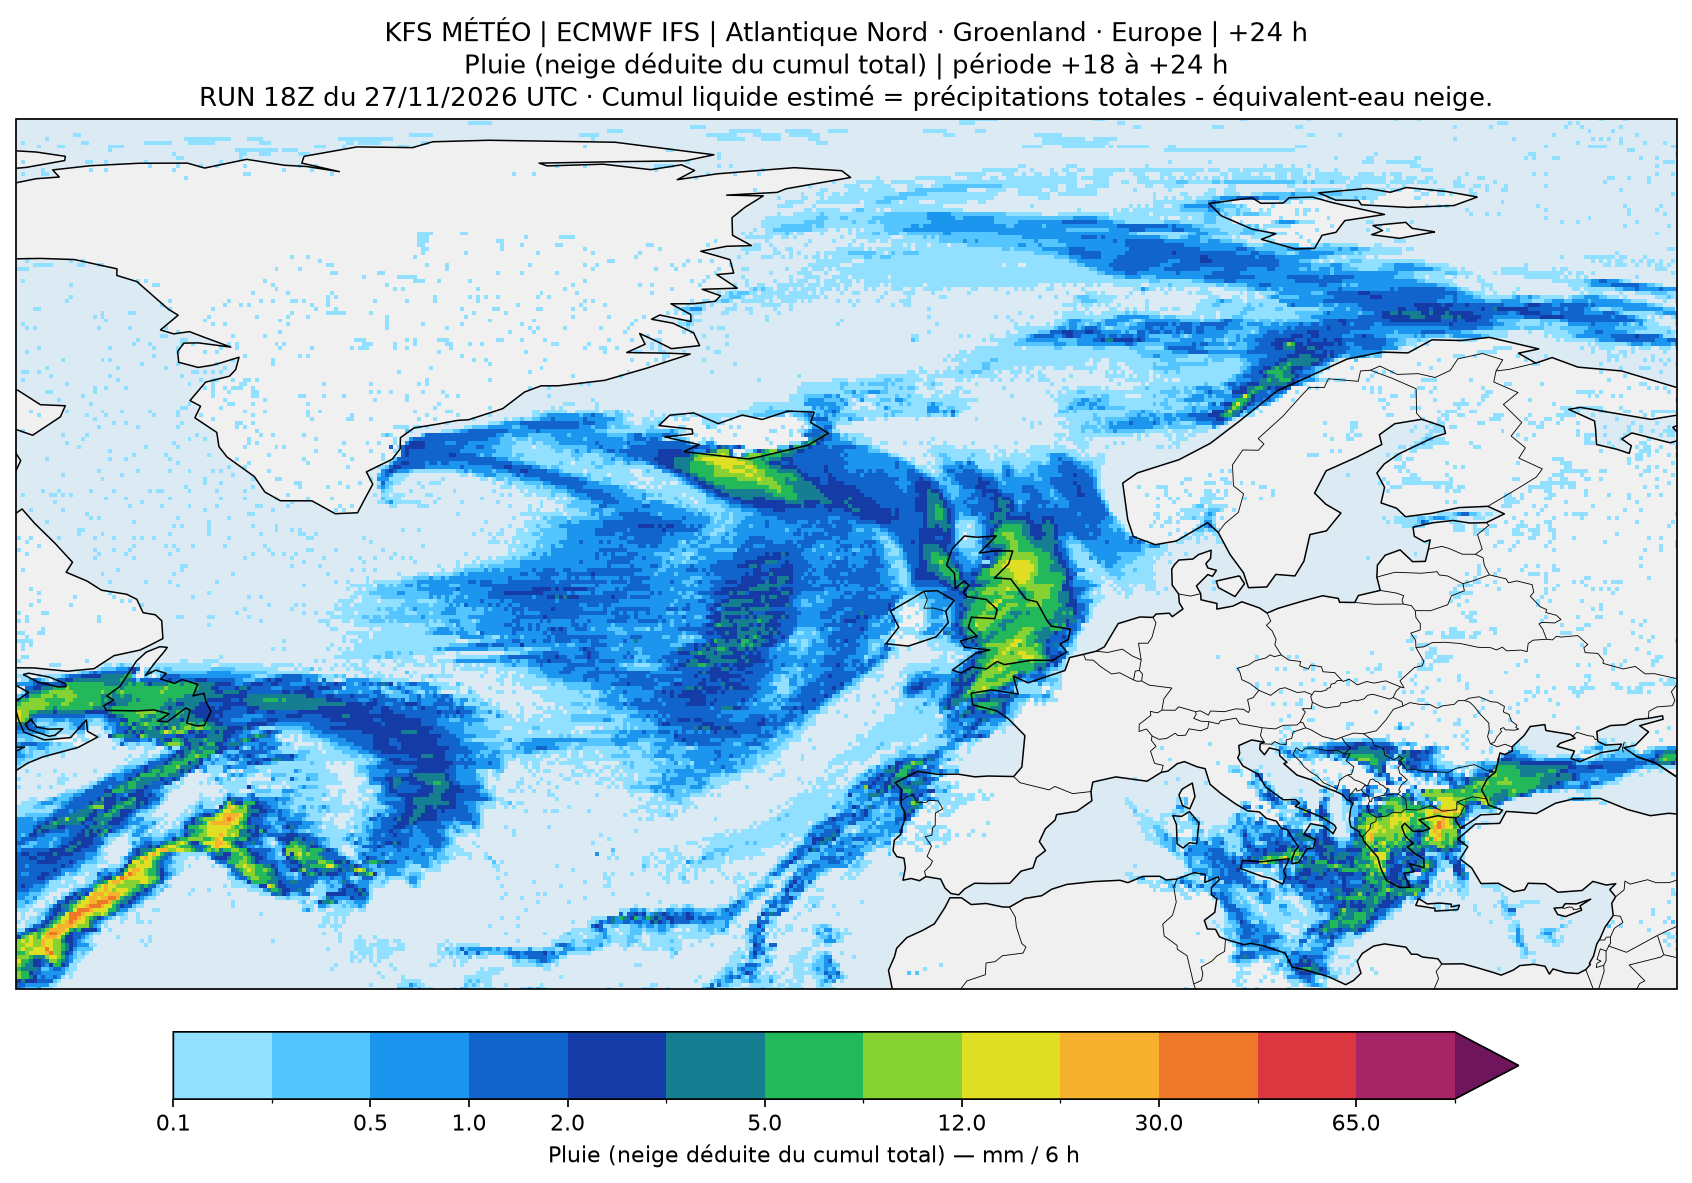 KFS MÉTÉO | ECMWF IFS | Atlantique Nord · Groenland · Europe | +24 h
Pluie (neige déduite du cumul total) | période +18 à +24 h
RUN 18Z du 27/11/2026 UTC · Cumul liquide estimé = précipitations totales - équivalent-eau neige.
0.1 0.5 1.0 2.0 5.0 12.0 30.0 65.0
Pluie (neige déduite du cumul total) — mm / 6 h